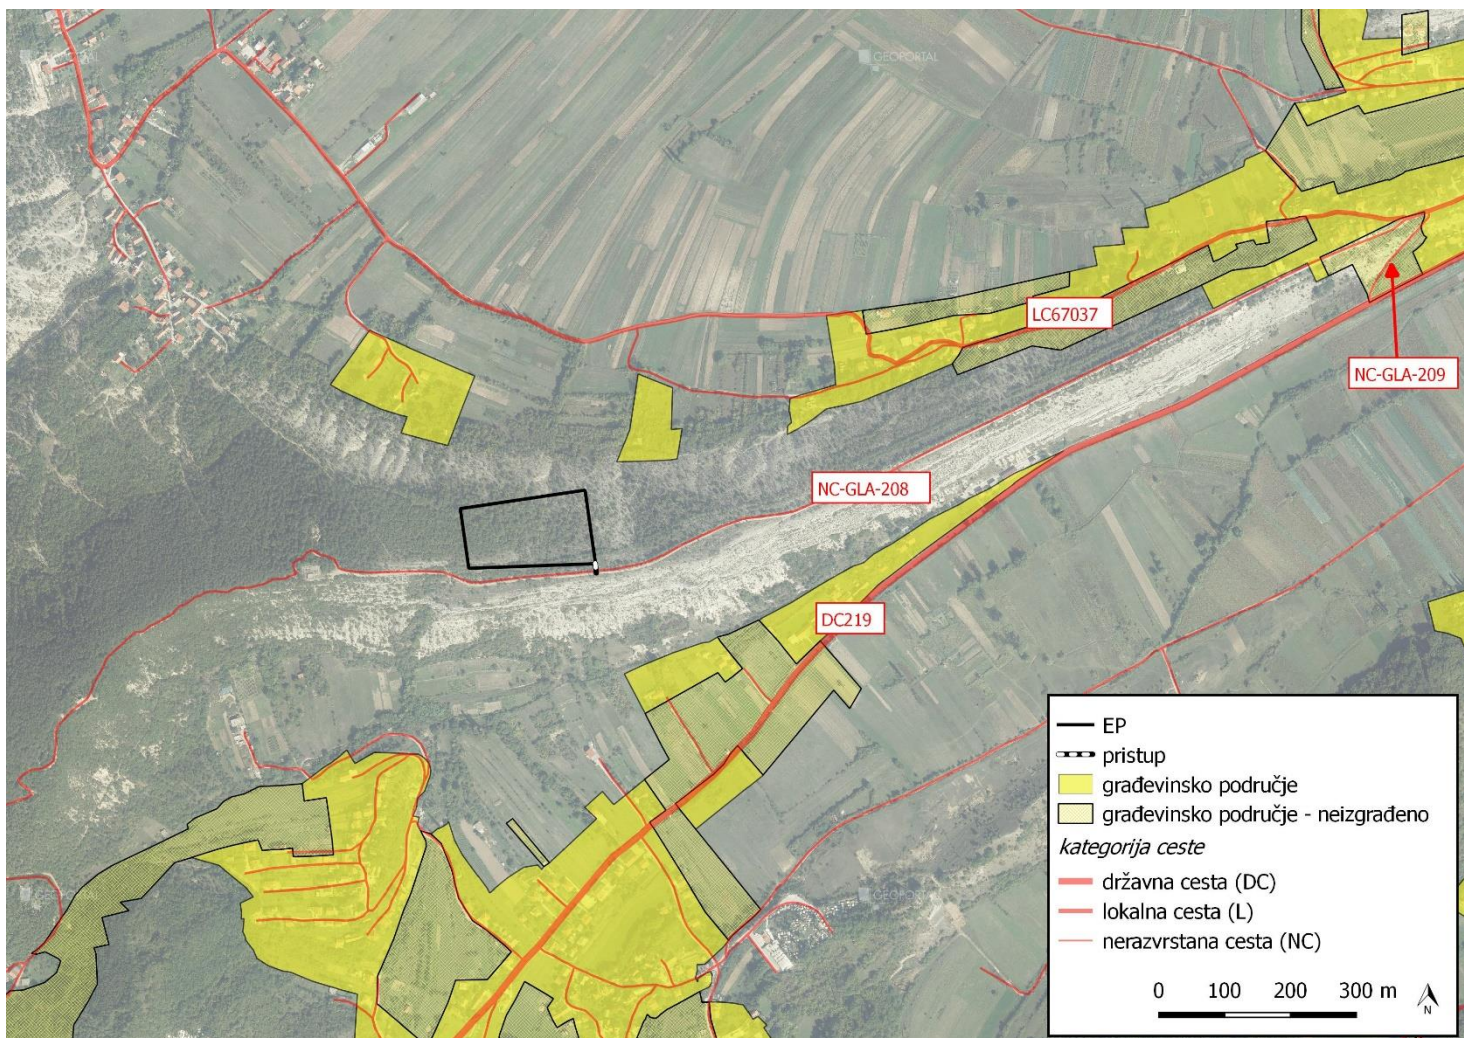 GEOPORTAL
LC67037
NC-GLA-209
NC-GLA-208
DC219
EP
pristup
građevinsko područje
građevinsko područje - neizgrađeno
kategorija ceste
državna cesta (DC)
lokalna cesta (L)
nerazvrstana cesta (NC)
0 100 200 300 m
N
GEOPORTAL